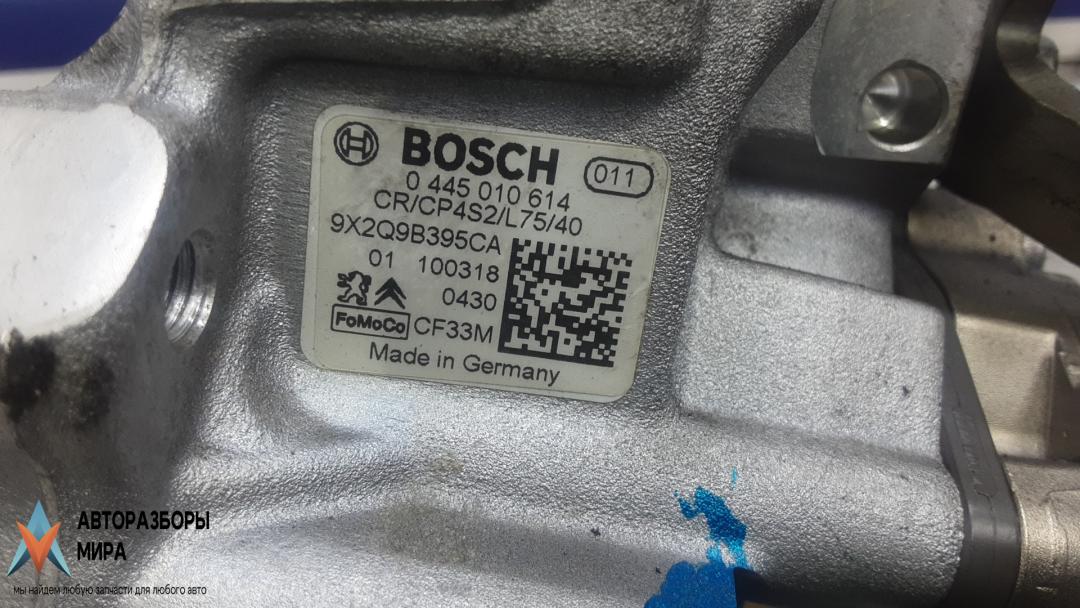 BOSCH 011
0 445 010 614
CR/CP4S2/L75/40
9X2Q9B395CA
01 100318
0430
FoMoCo CF33M
Made in Germany
АВТОРАЗБОРЫ
МИРА
мы найдем любую запчасти для любого авто